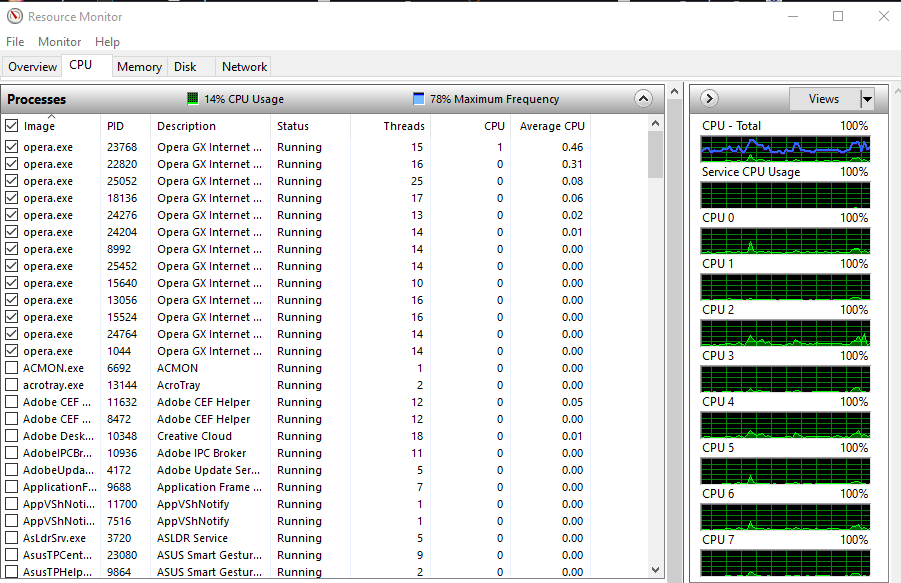 Resource Monitor
File Monitor Help
Overview CPU Memory Disk Network
Processes 14% CPU Usage 78% Maximum Frequency Views
Image PID Description Status Threads CPU Average CPU
opera.exe 23768 Opera GX Internet ... Running 15 1 0.46
opera.exe 22820 Opera GX Internet ... Running 16 0 0.31
opera.exe 25052 Opera GX Internet ... Running 25 0 0.08
opera.exe 18136 Opera GX Internet ... Running 17 0 0.06
opera.exe 24276 Opera GX Internet ... Running 13 0 0.02
opera.exe 24204 Opera GX Internet ... Running 14 0 0.01
opera.exe 8992 Opera GX Internet ... Running 14 0 0.00
opera.exe 25452 Opera GX Internet ... Running 14 0 0.00
opera.exe 15640 Opera GX Internet ... Running 10 0 0.00
opera.exe 13056 Opera GX Internet ... Running 16 0 0.00
opera.exe 15524 Opera GX Internet ... Running 16 0 0.00
opera.exe 24764 Opera GX Internet ... Running 14 0 0.00
opera.exe 1044 Opera GX Internet ... Running 14 0 0.00
ACMON.exe 6692 ACMON Running 1 0 0.00
acrotray.exe 13144 AcroTray Running 2 0 0.00
Adobe CEF ... 11632 Adobe CEF Helper Running 12 0 0.05
Adobe CEF ... 8472 Adobe CEF Helper Running 12 0 0.00
Adobe Desk... 10348 Creative Cloud Running 18 0 0.01
AdobeIPCBr... 10936 Adobe IPC Broker Running 11 0 0.00
AdobeUpda... 4172 Adobe Update Ser... Running 5 0 0.00
ApplicationF... 9688 Application Frame ... Running 7 0 0.00
AppVShNoti... 11700 AppVShNotify Running 1 0 0.00
AppVShNoti... 7516 AppVShNotify Running 1 0 0.00
AsLdrSrv.exe 3720 ASLDR Service Running 5 0 0.00
AsusTPCent... 23080 ASUS Smart Gestur... Running 9 0 0.00
AsusTPHelp... 9864 ASUS Smart Gestur... Running 2 0 0.00
CPU - Total 100%
Service CPU Usage 100%
CPU 0 100%
CPU 1 100%
CPU 2 100%
CPU 3 100%
CPU 4 100%
CPU 5 100%
CPU 6 100%
CPU 7 100%